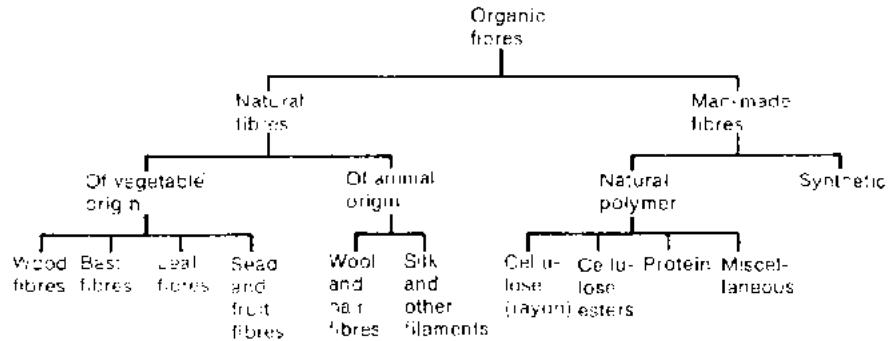 Organic
fibres
Natural
fibres
Man-made
fibres
Of vegetable
origin
Of animal
origin
Natural
polymer
Synthetic
Wood
fibres
Bast
fibres
Leaf
fibres
Seed
and
fruit
fibres
Wool
and
hair
fibres
Silk
and
other
filaments
Cellu-
lose
(rayon)
Cellu-
lose
esters
Protein
Miscel-
laneous